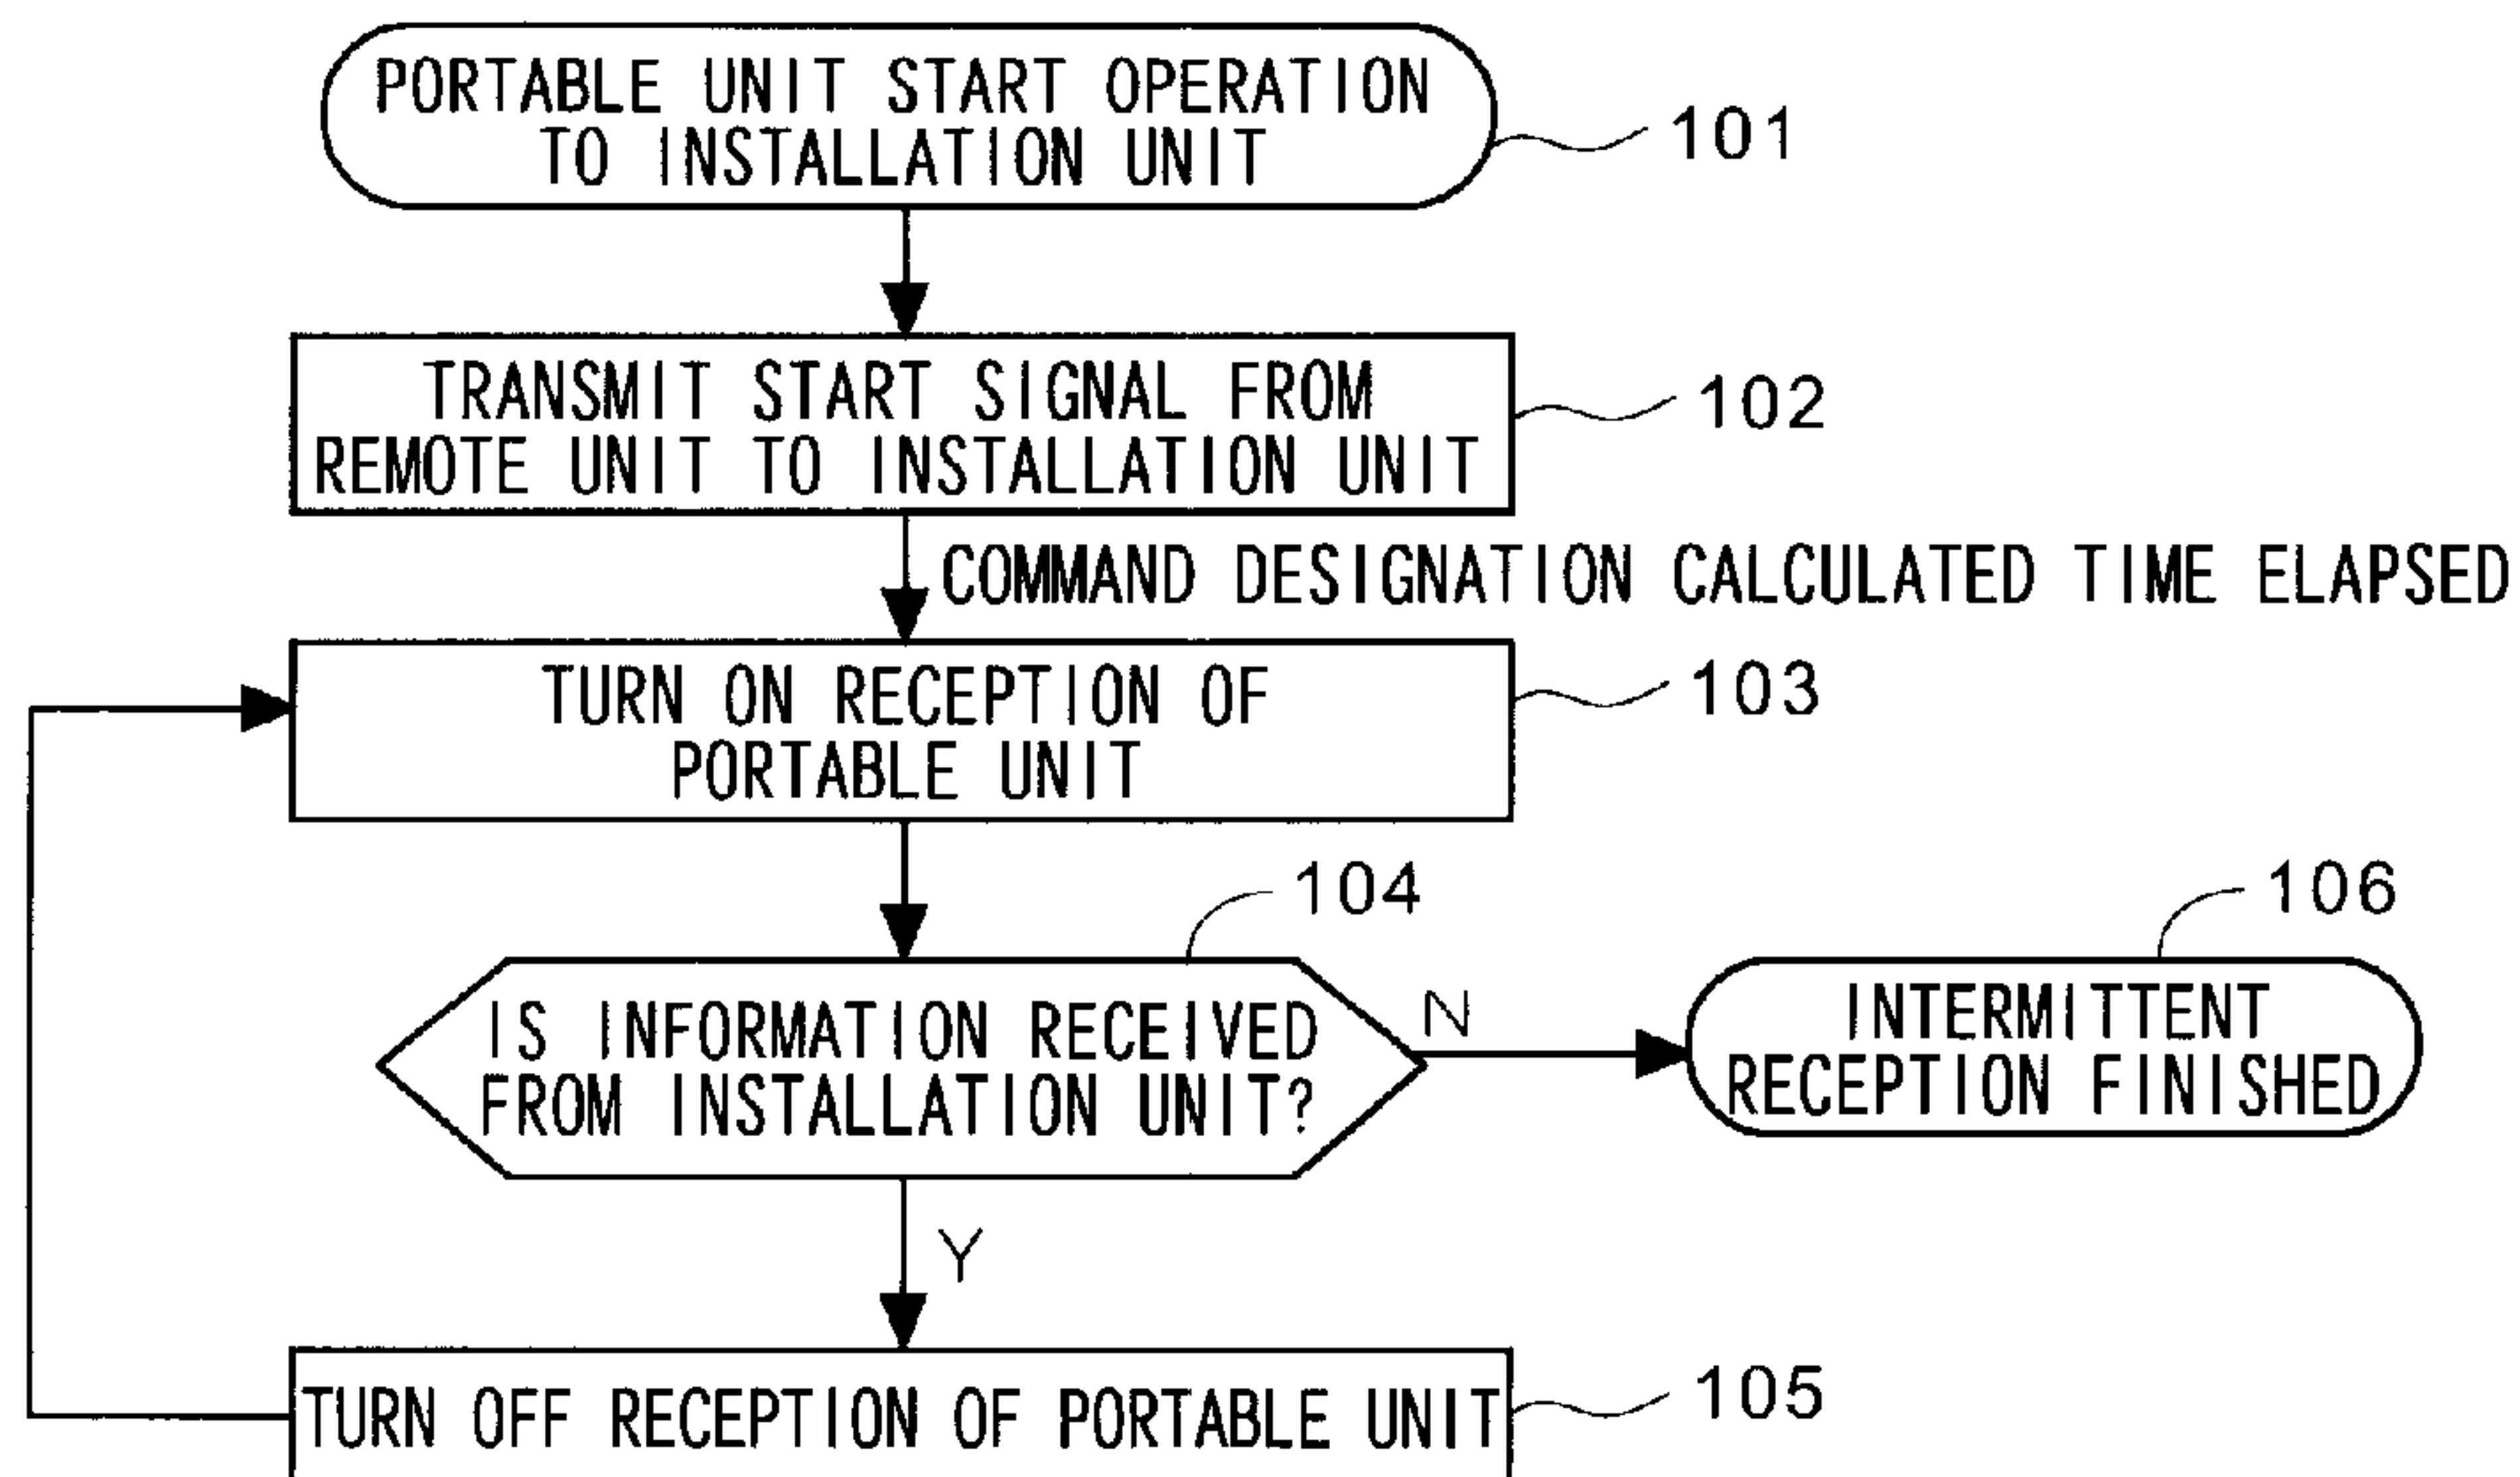 PORTABLE UNIT START OPERATION
TO INSTALLATION UNIT
101
TRANSMIT START SIGNAL FROM
REMOTE UNIT TO INSTALLATION UNIT
102
COMMAND DESIGNATION CALCULATED TIME ELAPSED
TURN ON RECEPTION OF
PORTABLE UNIT
103
104
IS INFORMATION RECEIVED
FROM INSTALLATION UNIT?
N
106
INTERMITTENT
RECEPTION FINISHED
Y
TURN OFF RECEPTION OF PORTABLE UNIT
105